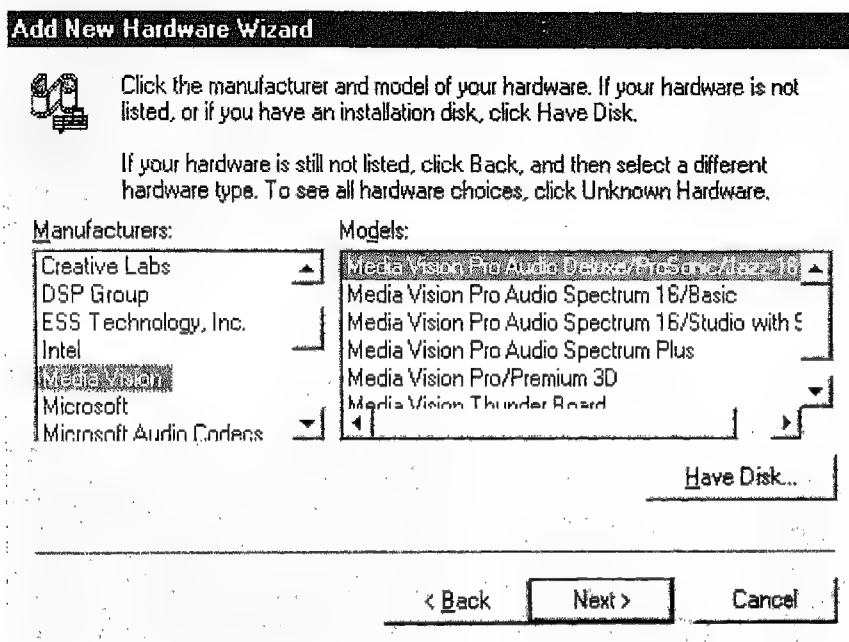 Add New Hardware Wizard
Click the manufacturer and model of your hardware. If your hardware is not
listed, or if you have an installation disk, click Have Disk.
If your hardware is still not listed, click Back, and then select a different
hardware type. To see all hardware choices, click Unknown Hardware.
Manufacturers:
Creative Labs
DSP Group
ESS Technology, Inc.
Intel
Media Vision
Microsoft
Microsoft Audio Codecs
Models:
Media Vision Pro Audio Deluxe/ProSonic/Jazz 16
Media Vision Pro Audio Spectrum 16/Basic
Media Vision Pro Audio Spectrum 16/Studio with S
Media Vision Pro Audio Spectrum Plus
Media Vision Pro/Premium 3D
Media Vision Thunder Board
Have Disk...
< Back
Next >
Cancel